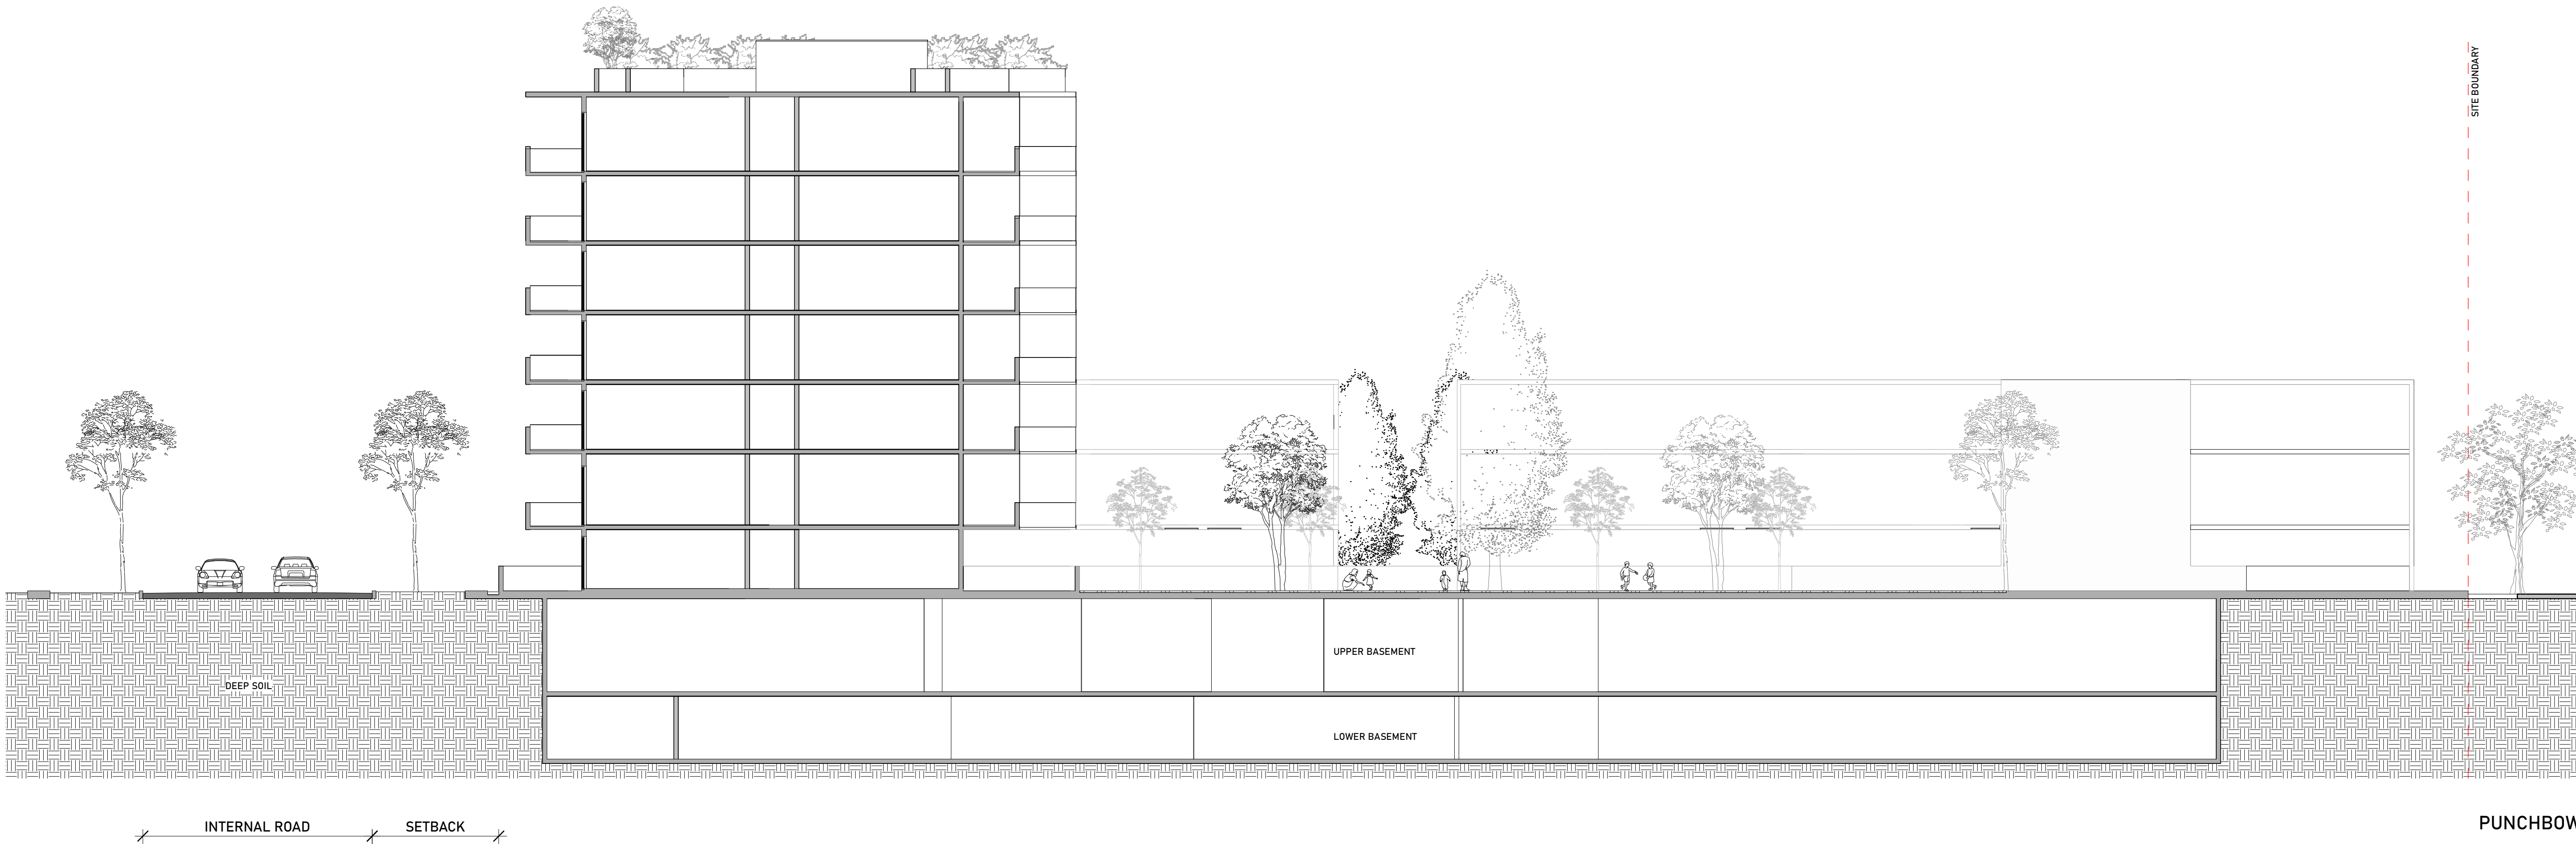 SITE BOUNDARY
UPPER BASEMENT
DEEP SOIL
LOWER BASEMENT
INTERNAL ROAD
SETBACK
PUNCHBOW